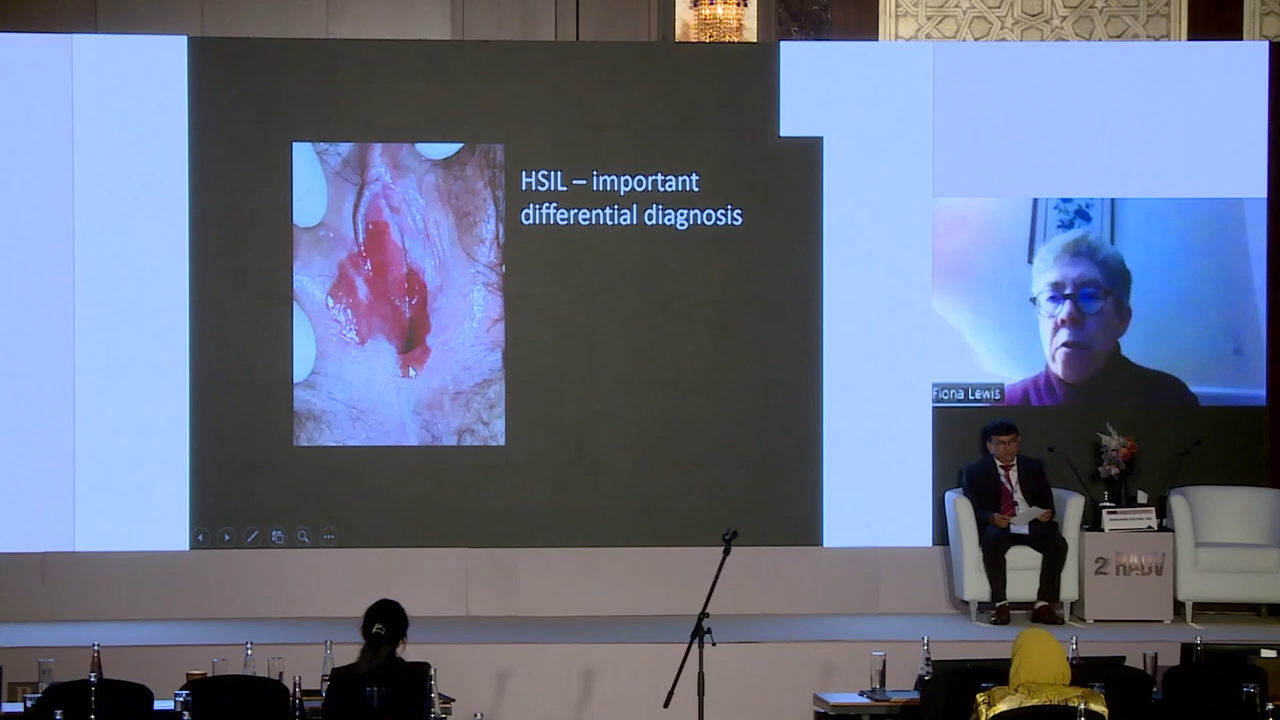 HSIL – important
differential diagnosis
Fiona Lewis
2 RADV